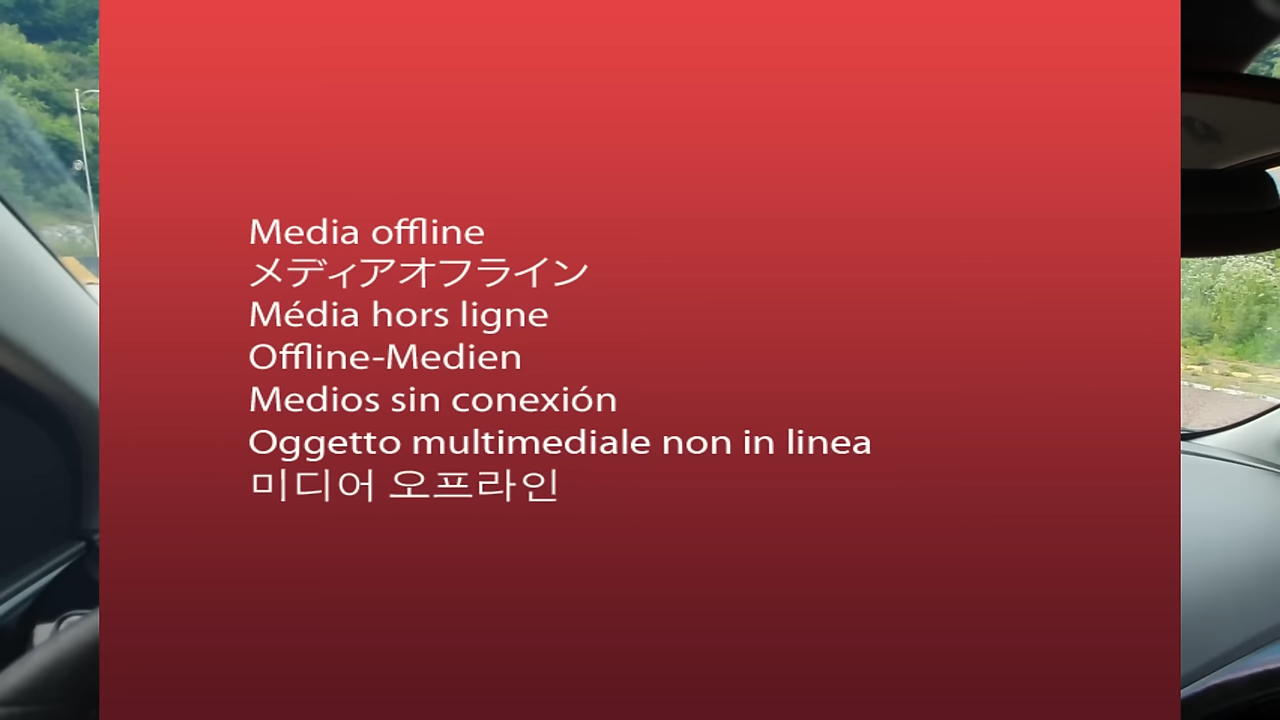 Media offline
メディアオフライン
Média hors ligne
Offline-Medien
Medios sin conexión
Oggetto multimediale non in linea
미디어 오프라인